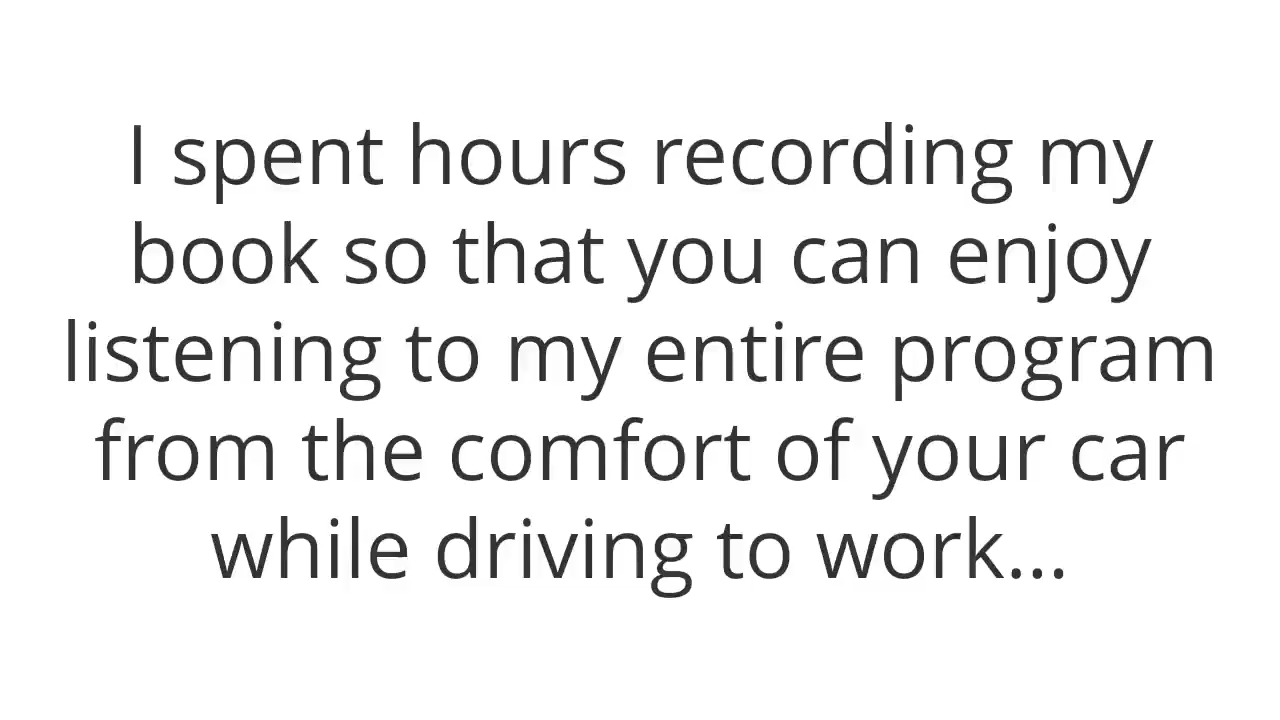 I spent hours recording my
book so that you can enjoy
listening to my entire program
from the comfort of your car
while driving to work...